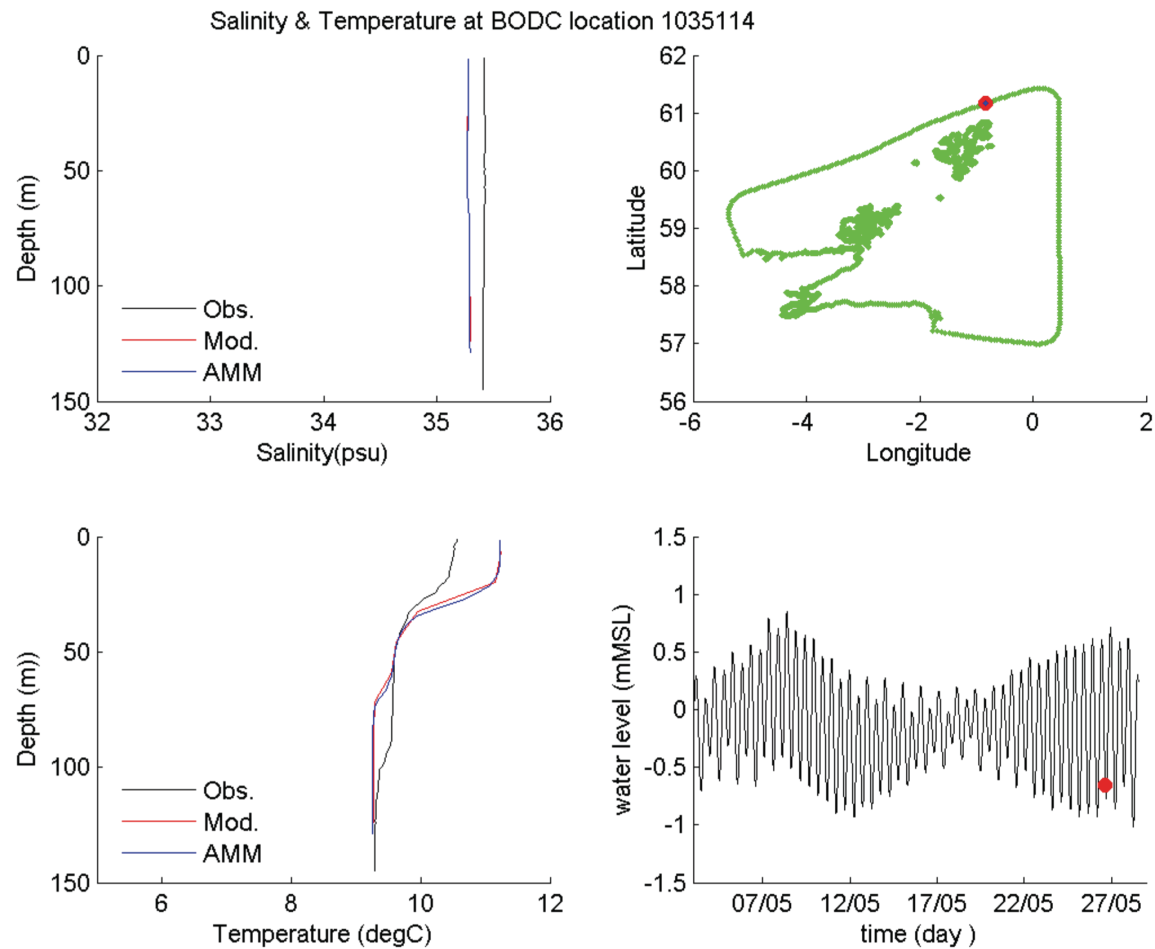 Salinity & Temperature at BODC location 1035114
0
50
100
150
Depth (m)
Obs.
Mod.
AMM
32
33
34
35
36
Salinity(psu)
62
61
60
59
58
57
56
Latitude
-6
-4
-2
0
2
Longitude
0
50
100
150
Depth (m))
Obs.
Mod.
AMM
6
8
10
12
Temperature (degC)
1.5
1
0.5
0
-0.5
-1
-1.5
water level (mMSL)
07/05
12/05
17/05
22/05
27/05
time (day )